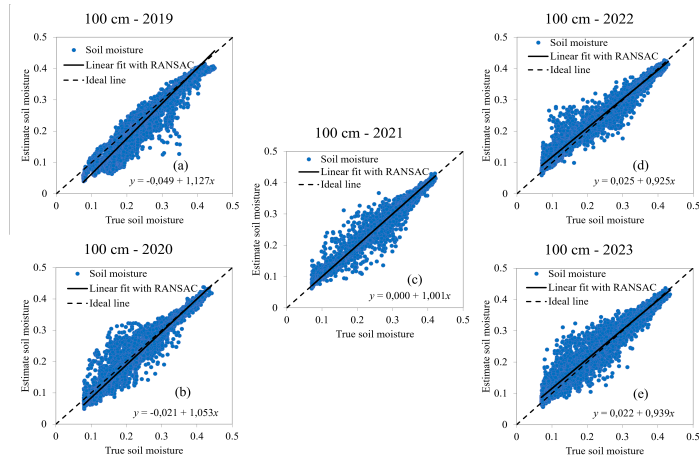 100 cm - 2019
0.5
0.4
0.3
0.2
0.1
0
0 0.1 0.2 0.3 0.4 0.5
Estimate soil moisture
True soil moisture
Soil moisture
Linear fit with RANSAC
Ideal line
(a)
y = -0,049 + 1,127x
100 cm - 2020
0.5
0.4
0.3
0.2
0.1
0
0 0.1 0.2 0.3 0.4 0.5
Estimate soil moisture
True soil moisture
Soil moisture
Linear fit with RANSAC
Ideal line
(b)
y = -0,021 + 1,053x
100 cm - 2021
0.5
0.4
0.3
0.2
0.1
0
0 0.1 0.2 0.3 0.4 0.5
Estimate soil moisture
True soil moisture
Soil moisture
Linear fit with RANSAC
Ideal line
(c)
y = 0,000 + 1,001x
100 cm - 2022
0.5
0.4
0.3
0.2
0.1
0
0 0.1 0.2 0.3 0.4 0.5
Estimate soil moisture
True soil moisture
Soil moisture
Linear fit with RANSAC
Ideal line
(d)
y = 0,025 + 0,925x
100 cm - 2023
0.5
0.4
0.3
0.2
0.1
0
0 0.1 0.2 0.3 0.4 0.5
Estimate soil moisture
True soil moisture
Soil moisture
Linear fit with RANSAC
Ideal line
(e)
y = 0,022 + 0,939x